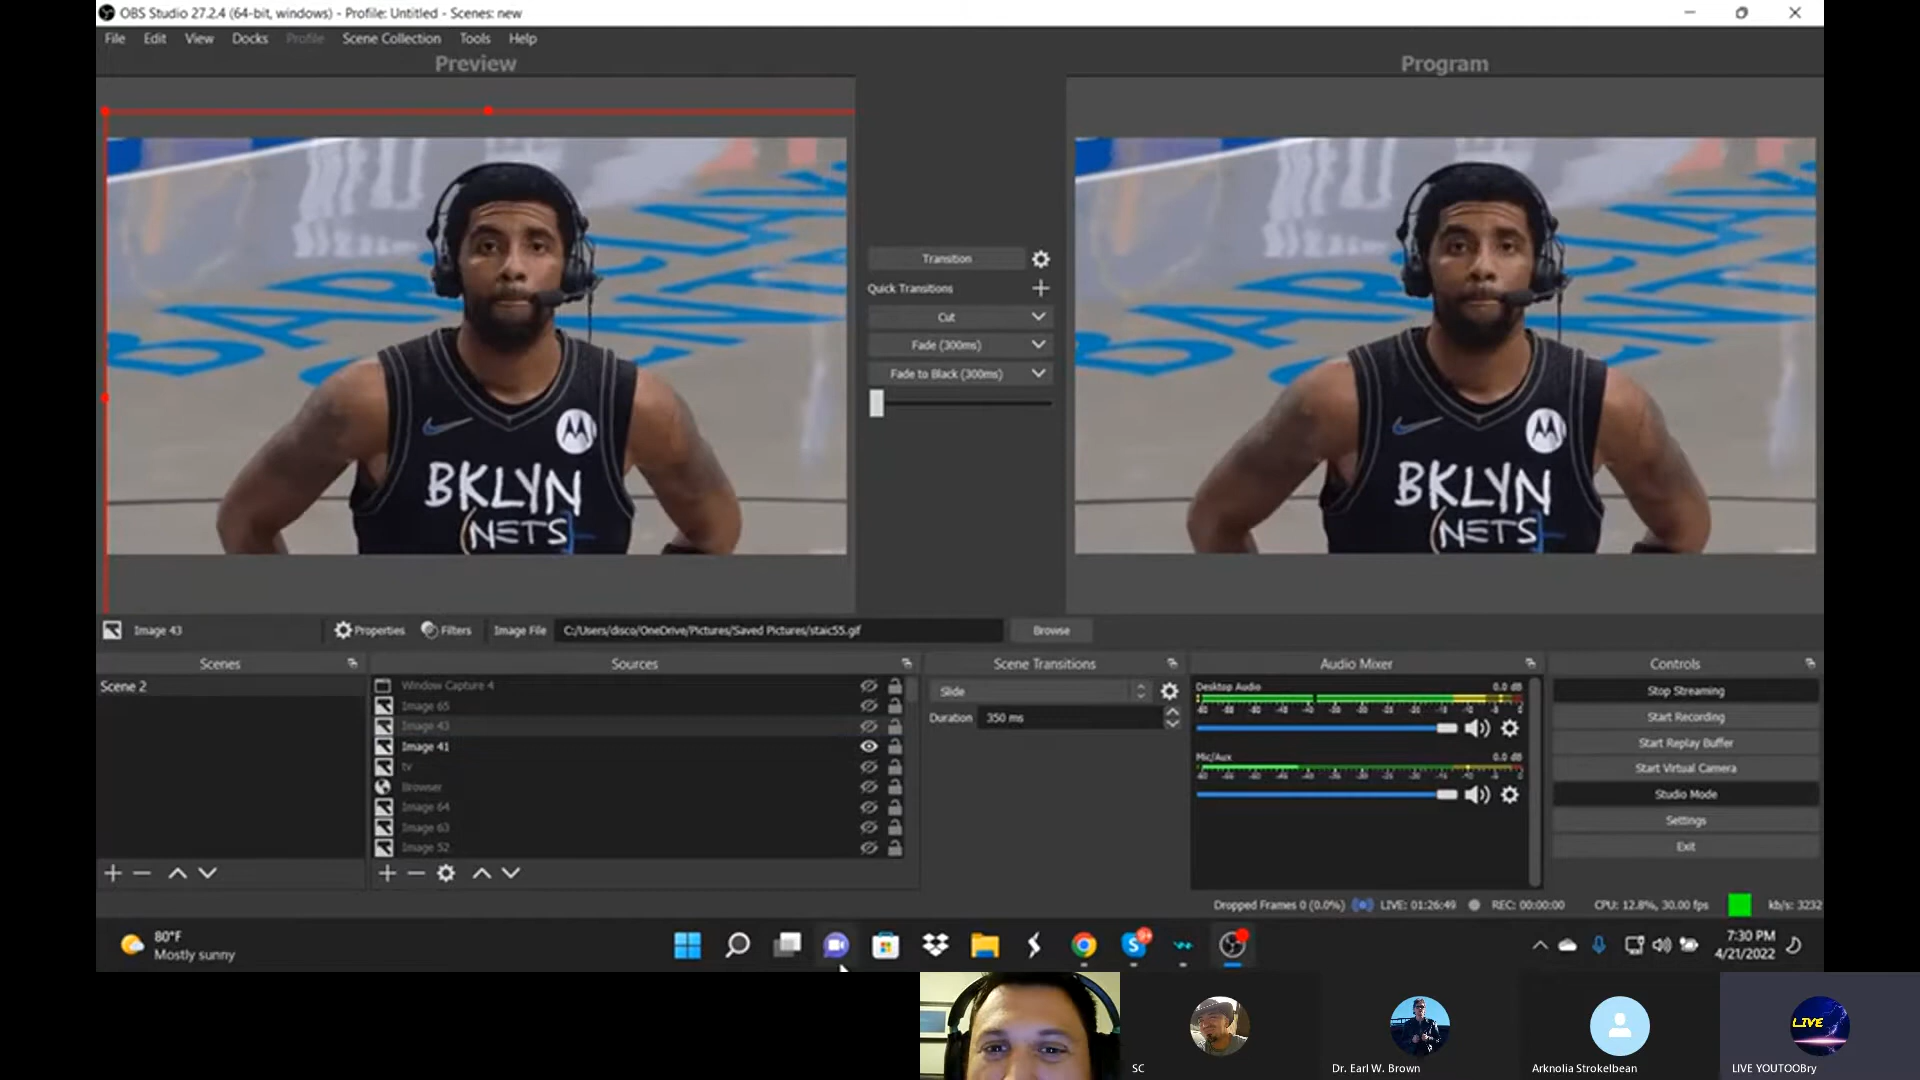 OBS Studio 27.2.4 (64-bit, windows) - Profile: Untitled - Scenes: new
File Edit View Docks Profile Scene Collection Tools Help
Preview
Program
BKLYN
NETS
BKLYN
NETS
Transition
Quick Transitions
Cut
Fade (300ms)
Fade to Black (300ms)
Image 43 Properties Filters Image File C:/Users/disco/OneDrive/Pictures/Saved Pictures/staic55.gif Browse
Scenes
Scene 2
Sources
Window Capture 4
Image 65
Image 43
Image 41
tv
Browser
Image 64
Image 63
Image 52
Scene Transitions
Slide
Duration 350 ms
Audio Mixer
Desktop Audio 0.0 dB
Mic/Aux 0.0 dB
Controls
Stop Streaming
Start Recording
Start Replay Buffer
Start Virtual Camera
Studio Mode
Settings
Exit
Dropped Frames 0 (0.0%) LIVE: 01:26:49 REC: 00:00:00 CPU: 12.8%, 30.00 fps kb/s: 3232
80°F
Mostly sunny
7:30 PM
4/21/2022
LIVE
SC
Dr. Earl W. Brown
Arknolia Strokelbean
LIVE YOUTOOBry